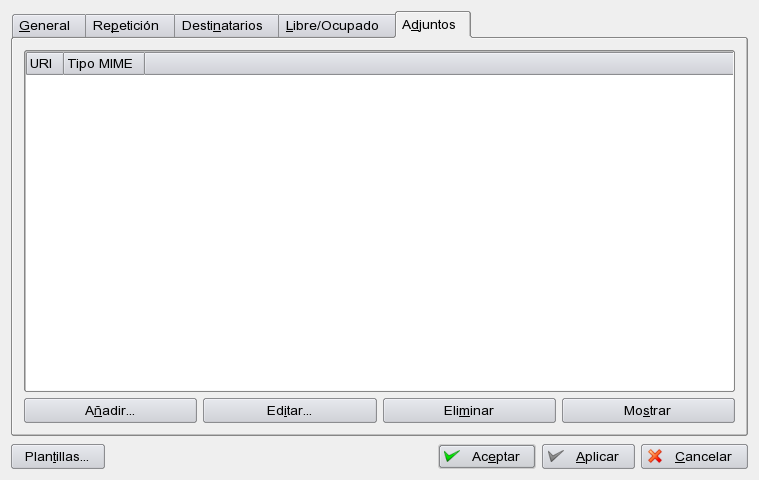 General Repetición Destinatarios Libre/Ocupado Adjuntos
URI Tipo MIME
Añadir... Editar... Eliminar Mostrar
Plantillas... Aceptar Aplicar Cancelar